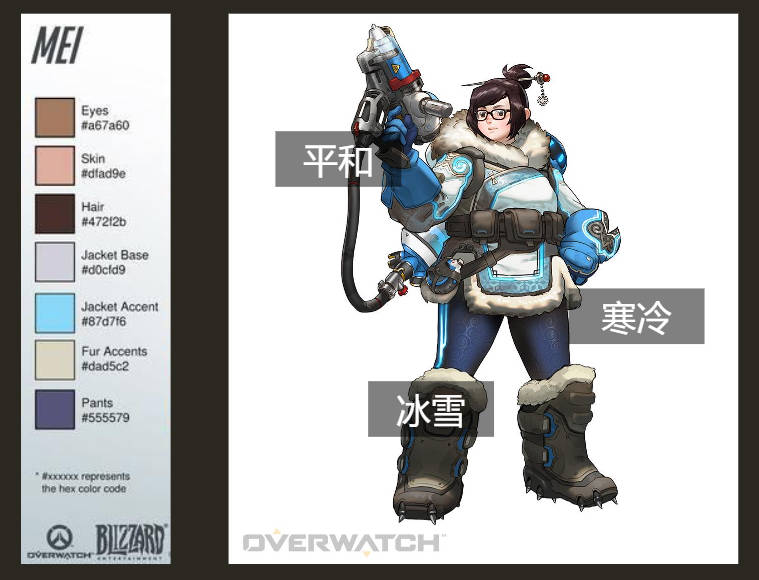 MEI
Eyes
#a67a60
Skin
#dfad9e
Hair
#472f2b
Jacket Base
#d0cfd9
Jacket Accent
#87d7f6
Fur Accents
#dad5c2
Pants
#555579
* #xxxxxx represents
the hex color code
OVERWATCH
BLIZZARD
ENTERTAINMENT
平和
寒冷
冰雪
OVERWATCH